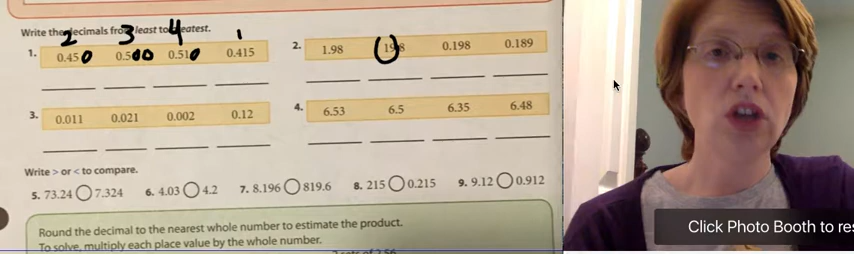 Write the decimals from least to greatest.
2 3 4 1
1. 0.450 0.500 0.510 0.415
2. 1.98 0.198 0.189
3. 0.011 0.021 0.002 0.12
4. 6.53 6.5 6.35 6.48
Write > or < to compare.
5. 73.24 7.324 6. 4.03 4.2 7. 8.196 819.6 8. 215 0.215 9. 9.12 0.912
Round the decimal to the nearest whole number to estimate the product.
To solve, multiply each place value by the whole number.
Click Photo Booth to res